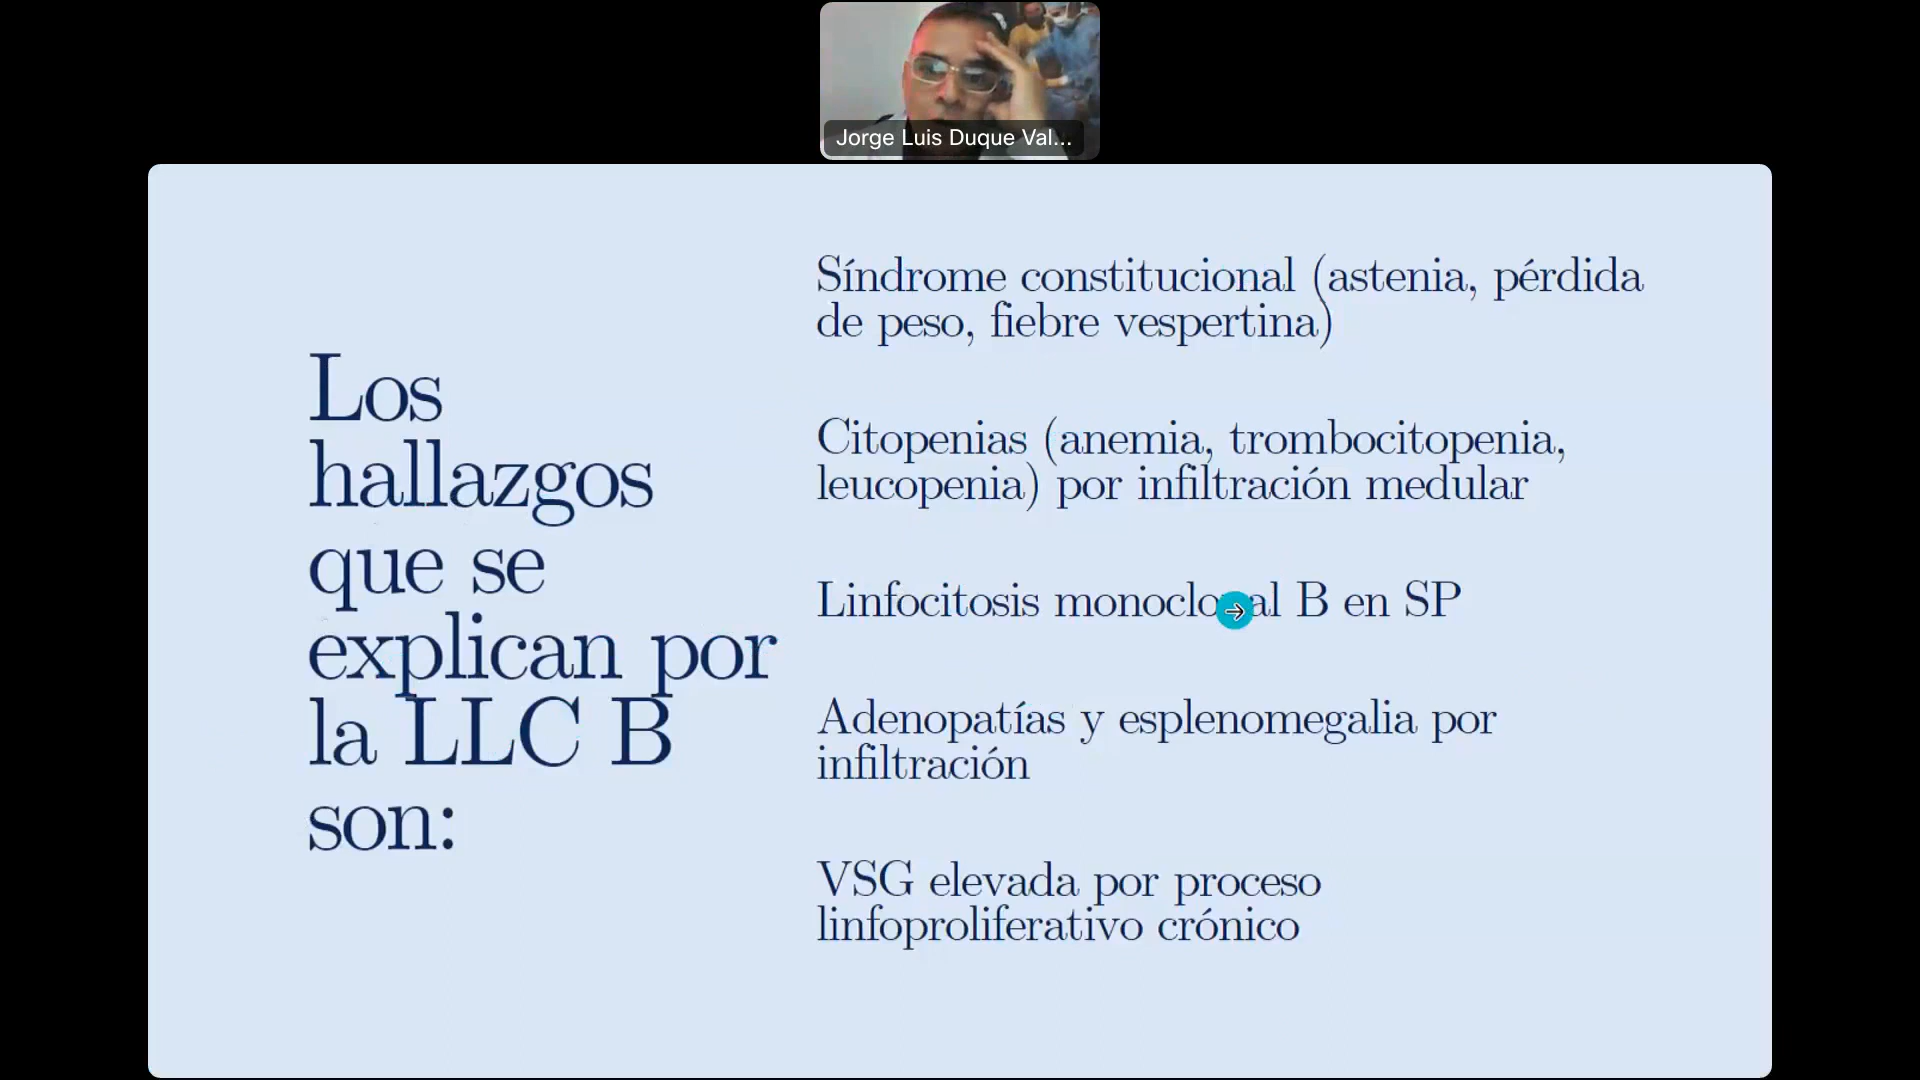 Jorge Luis Duque Val...
Los
hallazgos
que se
explican por
la LLC B
son:
Síndrome constitucional (astenia, pérdida
de peso, fiebre vespertina)
Citopenias (anemia, trombocitopenia,
leucopenia) por infiltración medular
Linfocitosis monoclonal B en SP
Adenopatías y esplenomegalia por
infiltración
VSG elevada por proceso
linfoproliferativo crónico